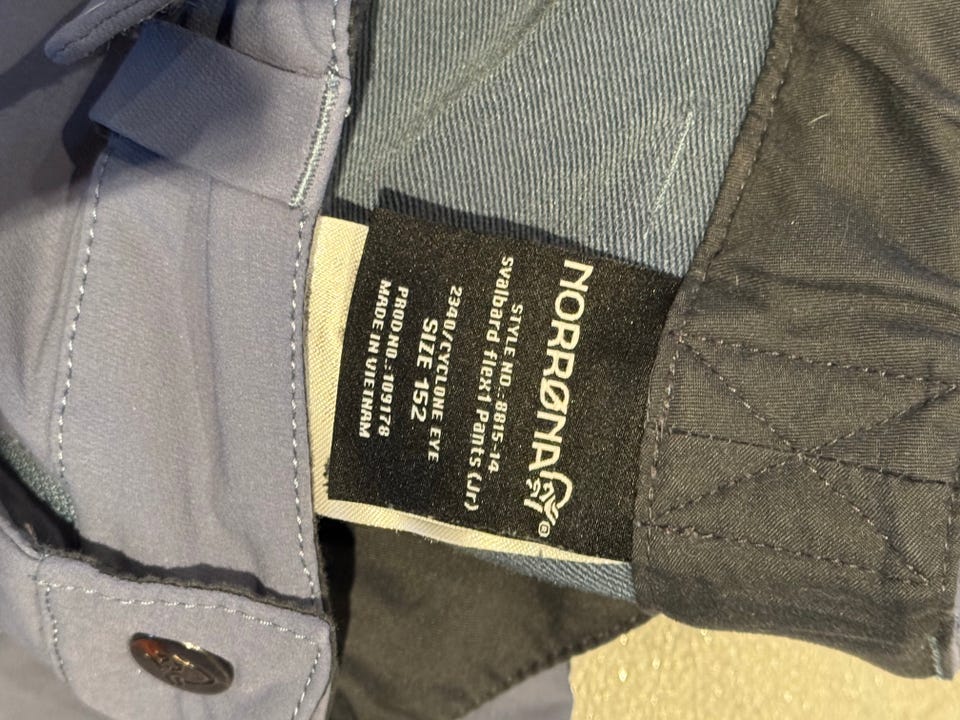 NORRØNA®
STYLE NO.:8815-14
svalbard flex1 Pants (Jr)
2340/CYCLONE EYE
SIZE 152
PROD NO.:109178
MADE IN VIETNAM